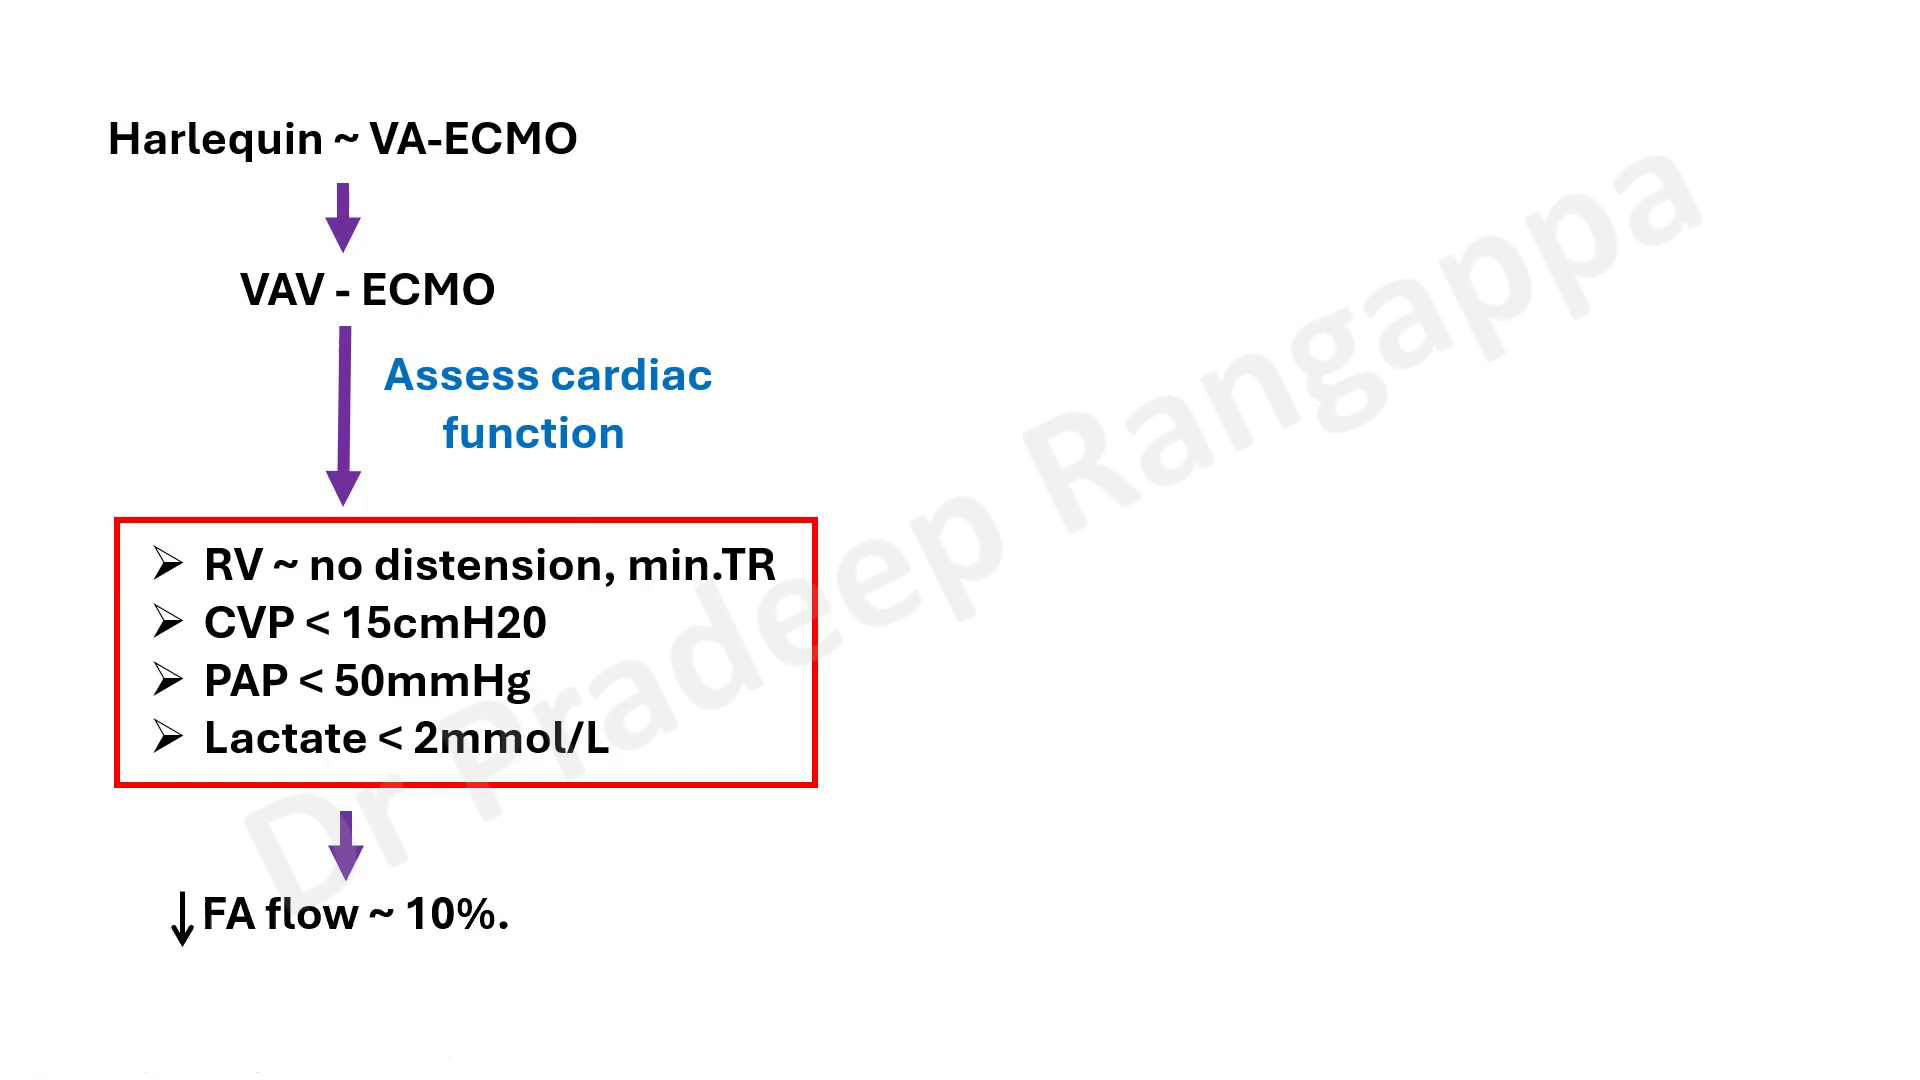 Harlequin ~ VA-ECMO
VAV - ECMO
Assess cardiac
function
➢ RV ~ no distension, min.TR
➢ CVP < 15cmH20
➢ PAP < 50mmHg
➢ Lactate < 2mmol/L
↓ FA flow ~ 10%.
Dr Pradeep Rangappa